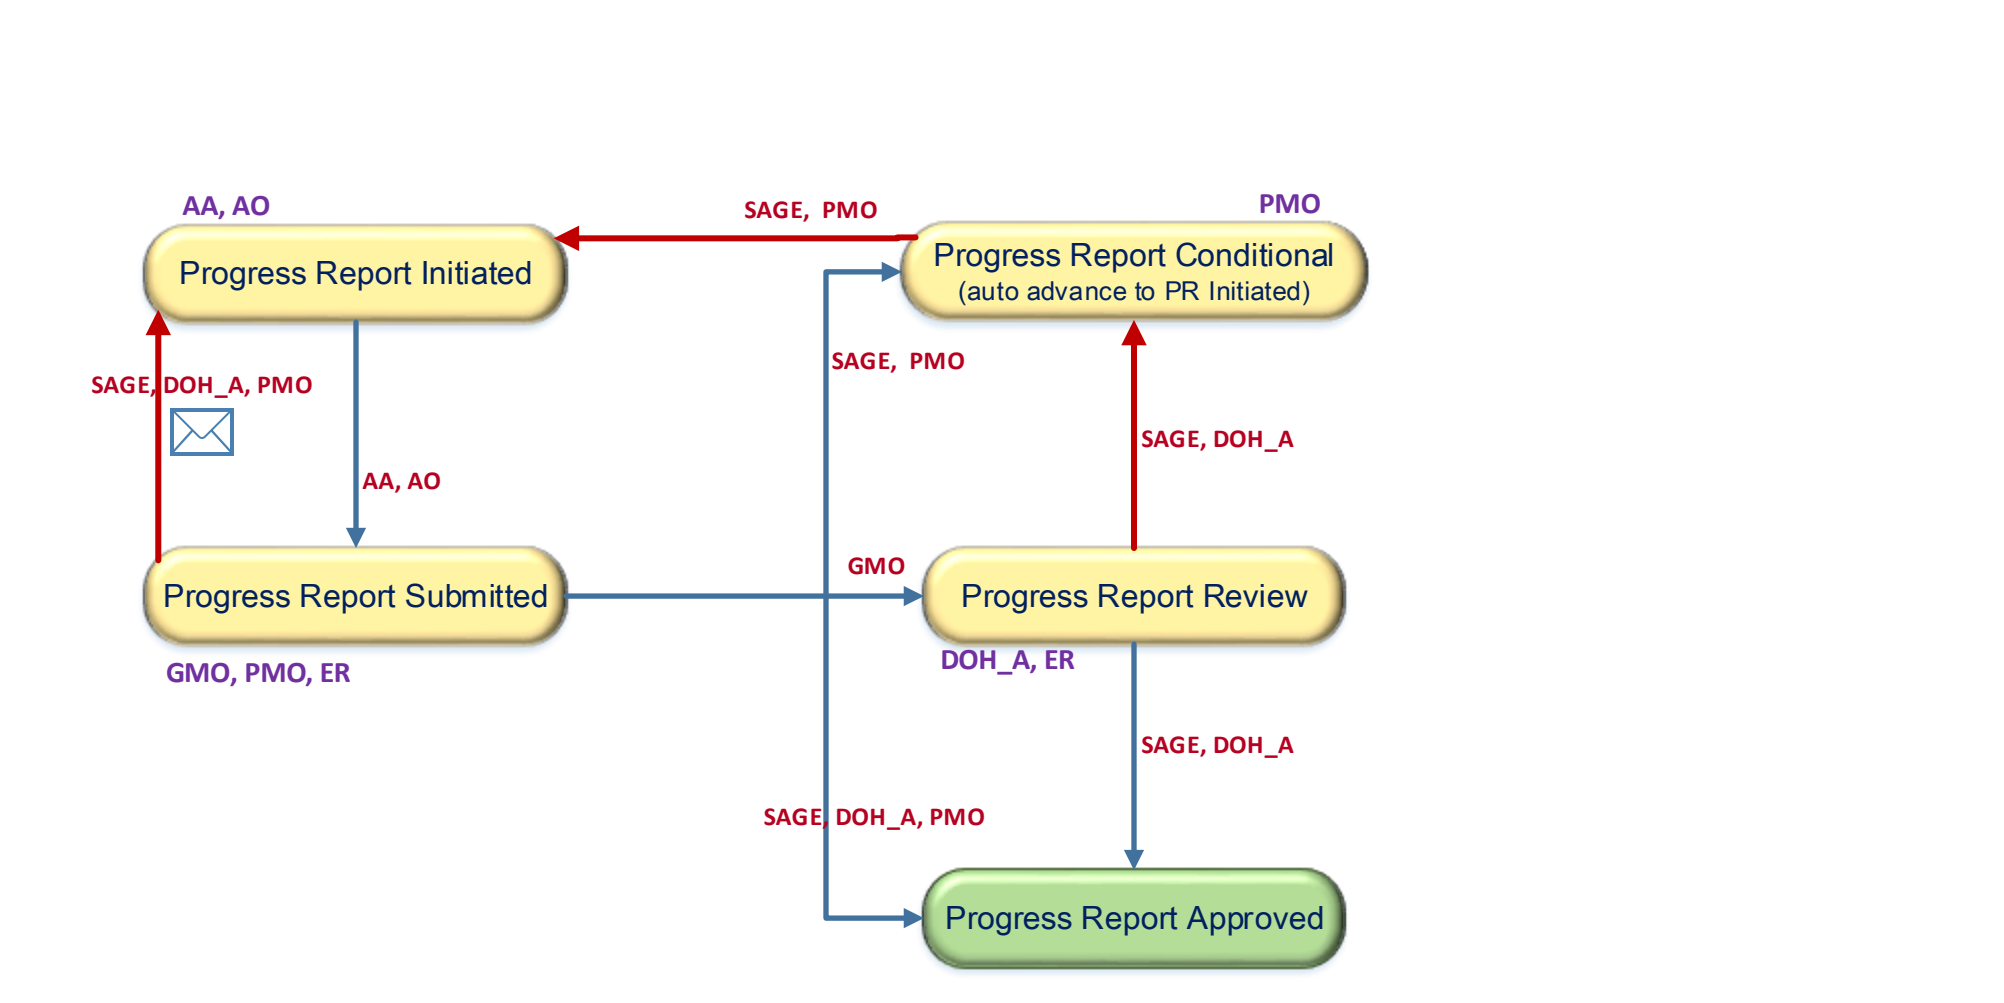 AA, AO
SAGE, PMO
PMO
Progress Report Initiated
Progress Report Conditional
(auto advance to PR Initiated)
SAGE, PMO
SAGE, DOH_A, PMO
SAGE, DOH_A
AA, AO
GMO
Progress Report Submitted
Progress Report Review
GMO, PMO, ER
DOH_A, ER
SAGE, DOH_A
SAGE, DOH_A, PMO
Progress Report Approved